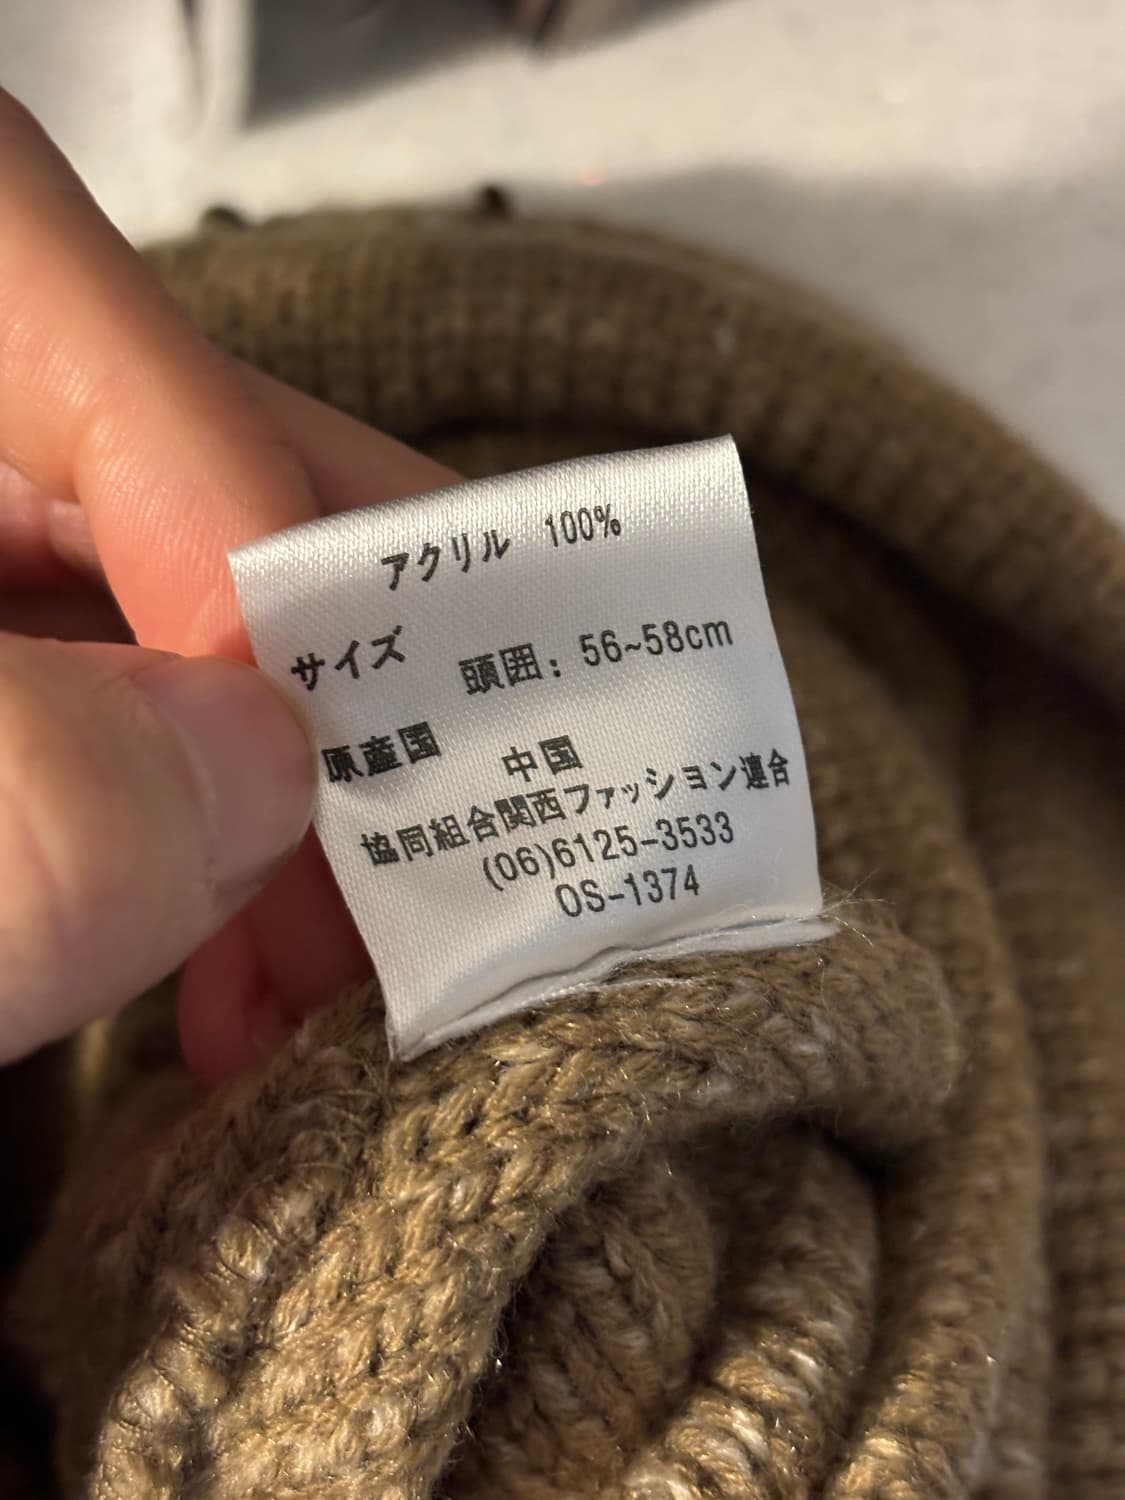 アクリル 100%
サイズ 頭囲: 56~58cm
原産国 中国
協同組合関西ファッション連合
(06)6125-3533
OS-1374